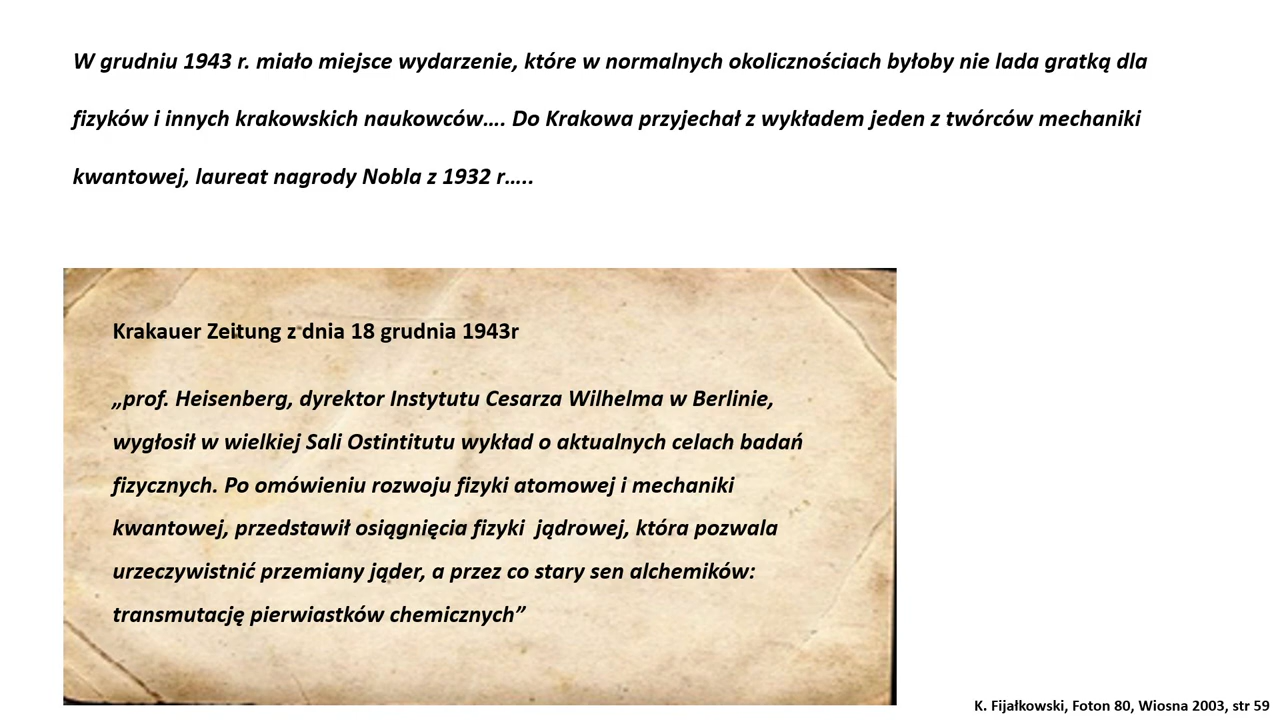 W grudniu 1943 r. miało miejsce wydarzenie, które w normalnych okolicznościach byłoby nie lada gratką dla
fizyków i innych krakowskich naukowców…. Do Krakowa przyjechał z wykładem jeden z twórców mechaniki
kwantowej, laureat nagrody Nobla z 1932 r…..
Krakauer Zeitung z dnia 18 grudnia 1943r
„prof. Heisenberg, dyrektor Instytutu Cesarza Wilhelma w Berlinie,
wygłosił w wielkiej Sali Ostintitutu wykład o aktualnych celach badań
fizycznych. Po omówieniu rozwoju fizyki atomowej i mechaniki
kwantowej, przedstawił osiągnięcia fizyki jądrowej, która pozwala
urzeczywistnić przemiany jąder, a przez co stary sen alchemików:
transmutację pierwiastków chemicznych”
K. Fijałkowski, Foton 80, Wiosna 2003, str 59